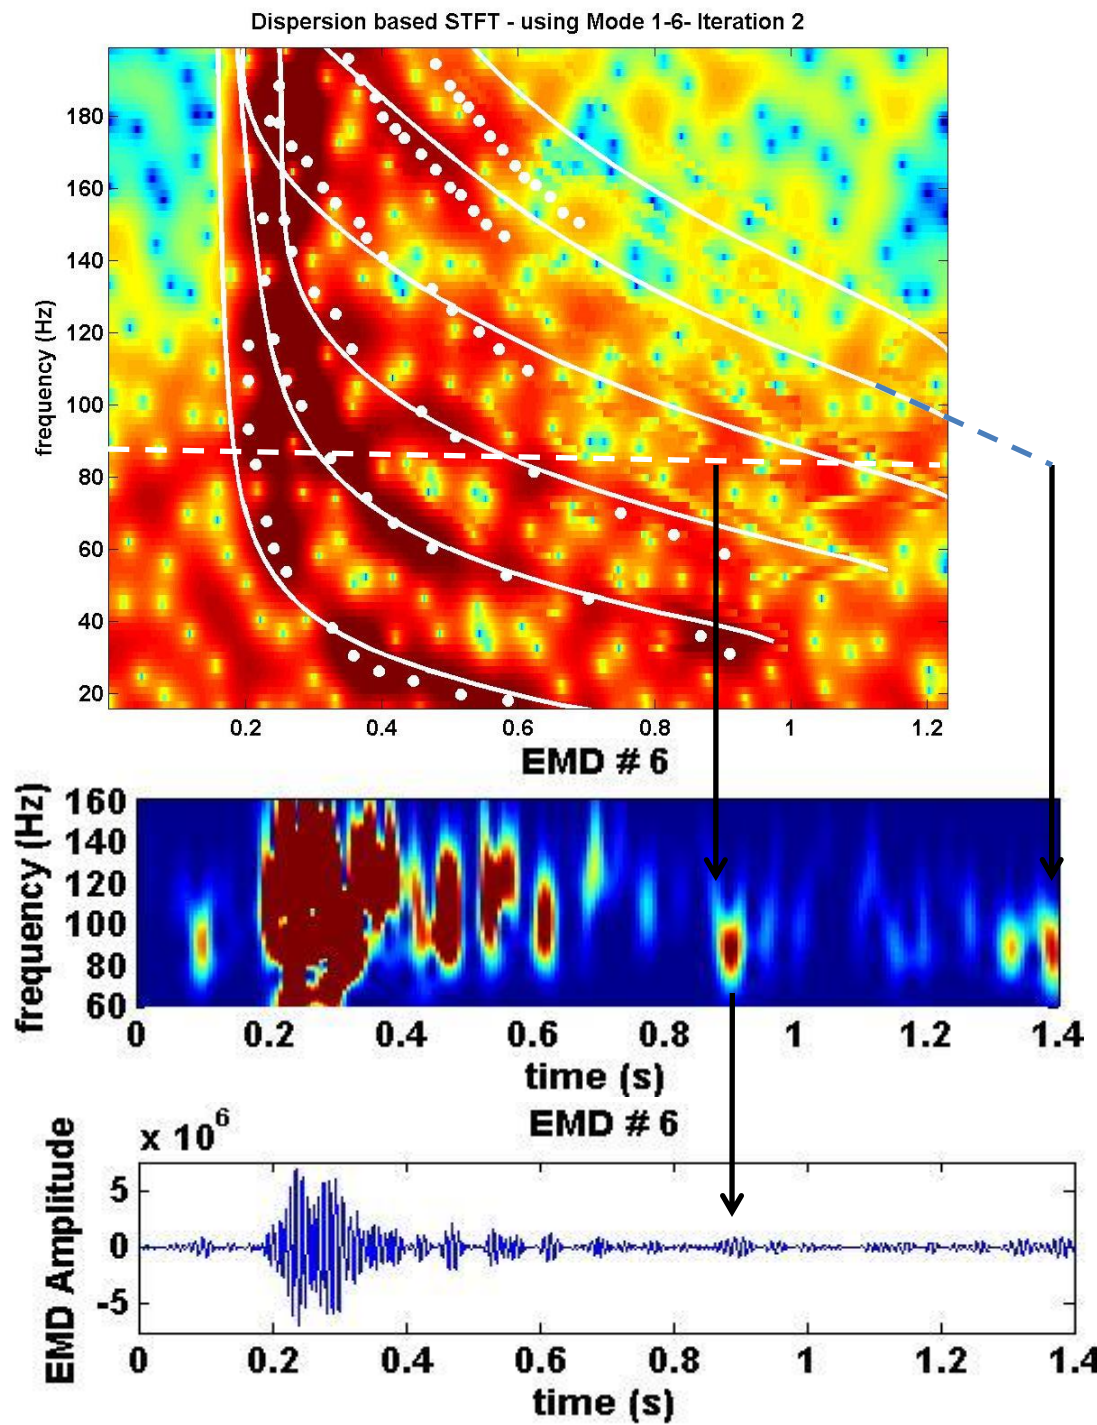 Dispersion based STFT - using Mode 1-6- Iteration 2
frequency (Hz)
180
160
140
120
100
80
60
40
20
0.2 0.4 0.6 0.8 1 1.2
EMD # 6
frequency (Hz)
160
140
120
100
80
60
0 0.2 0.4 0.6 0.8 1 1.2 1.4
time (s)
EMD # 6
x 10^6
EMD Amplitude
5
0
-5
0 0.2 0.4 0.6 0.8 1 1.2 1.4
time (s)